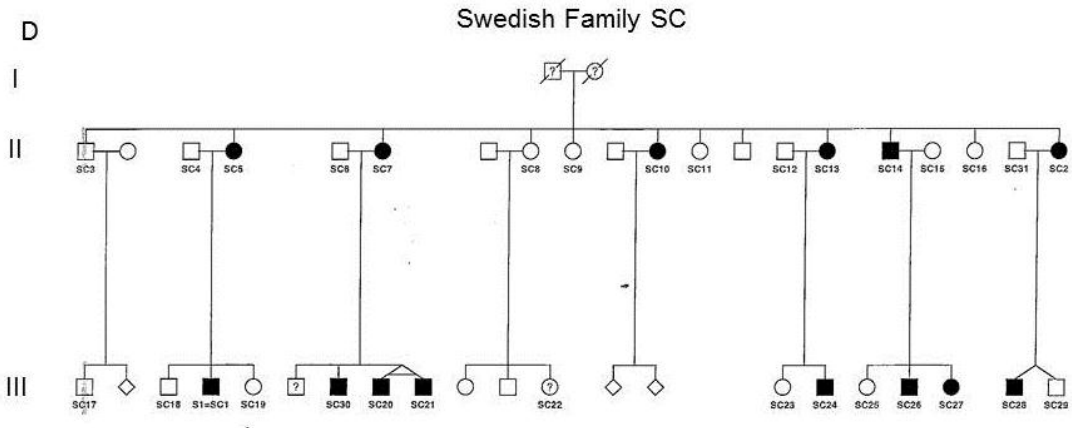 Swedish Family SC
D
I
? ?
II
SC3 SC4 SC5 SC6 SC7 SC8 SC9 SC10 SC11 SC12 SC13 SC14 SC15 SC16 SC31 SC2
? ?
III
SC17 SC18 S1=SC1 SC19 SC30 SC20 SC21 SC22 SC23 SC24 SC25 SC26 SC27 SC28 SC29